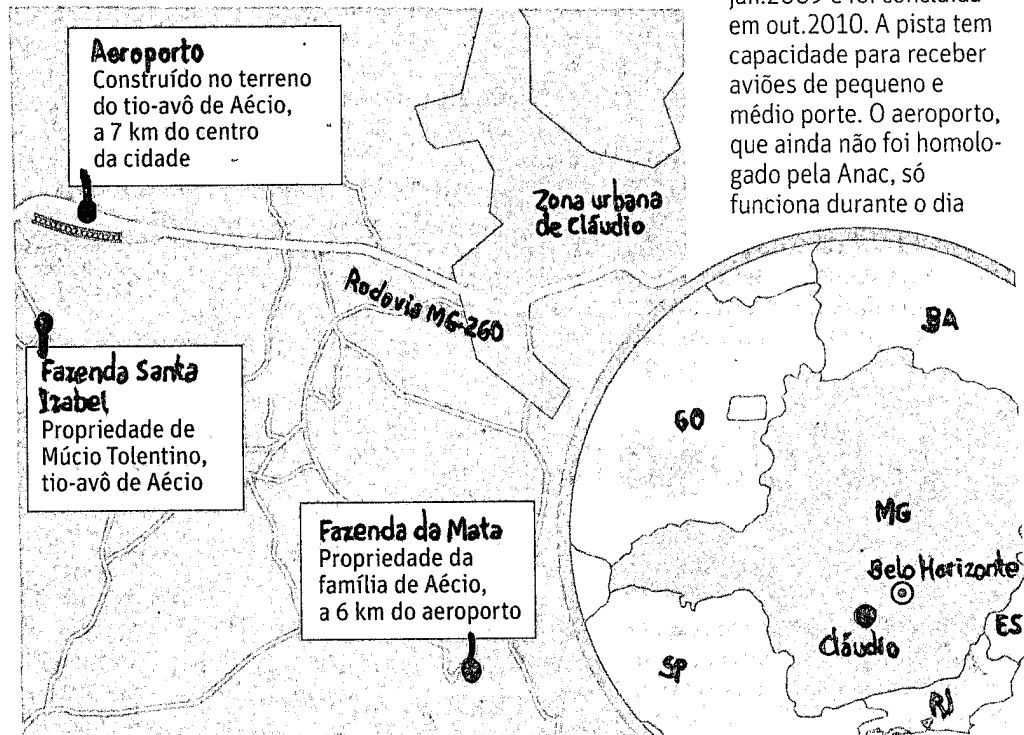 em out.2010. A pista tem
capacidade para receber
aviões de pequeno e
médio porte. O aeroporto,
que ainda não foi homolo-
gado pela Anac, só
funciona durante o dia
Aeroporto
Construído no terreno
do tio-avô de Aécio,
a 7 km do centro
da cidade
Zona urbana
de Cláudio
Rodovia MG-260
Fazenda Santa
Izabel
Propriedade de
Múcio Tolentino,
tio-avô de Aécio
Fazenda da Mata
Propriedade da
família de Aécio,
a 6 km do aeroporto
BA
GO
MG
Belo Horizonte
Cláudio
ES
SP
RJ